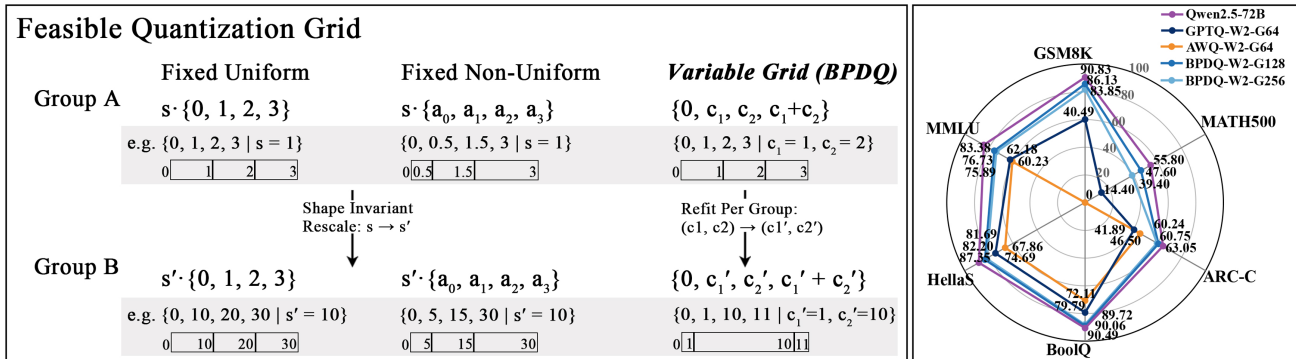 Feasible Quantization Grid
Fixed Uniform
Fixed Non-Uniform
Variable Grid (BPDQ)
Group A
s·{0, 1, 2, 3}
s·{a₀, a₁, a₂, a₃}
{0, c₁, c₂, c₁+c₂}
e.g. {0, 1, 2, 3 | s = 1}
{0, 0.5, 1.5, 3 | s = 1}
{0, 1, 2, 3 | c₁ = 1, c₂ = 2}
0 1 2 3
0 0.5 1.5 3
0 1 2 3
Shape Invariant
Rescale: s → s′
Refit Per Group:
(c1, c2) → (c1′, c2′)
Group B
s′·{0, 1, 2, 3}
s′·{a₀, a₁, a₂, a₃}
{0, c₁′, c₂′, c₁′ + c₂′}
e.g. {0, 10, 20, 30 | s′ = 10}
{0, 5, 15, 30 | s′ = 10}
{0, 1, 10, 11 | c₁′=1, c₂′=10}
0 10 20 30
0 5 15 30
0 1 10 11
Qwen2.5-72B
GPTQ-W2-G64
AWQ-W2-G64
BPDQ-W2-G128
BPDQ-W2-G256
GSM8K
90.83
86.13
83.85
40.49
100
80
60
40
20
0
MATH500
55.80
47.60
39.40
14.40
MMLU
83.38
76.73
75.89
62.18
60.23
41.89
46.50
60.24
60.75
63.05
ARC-C
81.69
82.20
87.35
67.86
74.69
HellaS
72.11
79.79
89.72
90.06
90.49
BoolQ